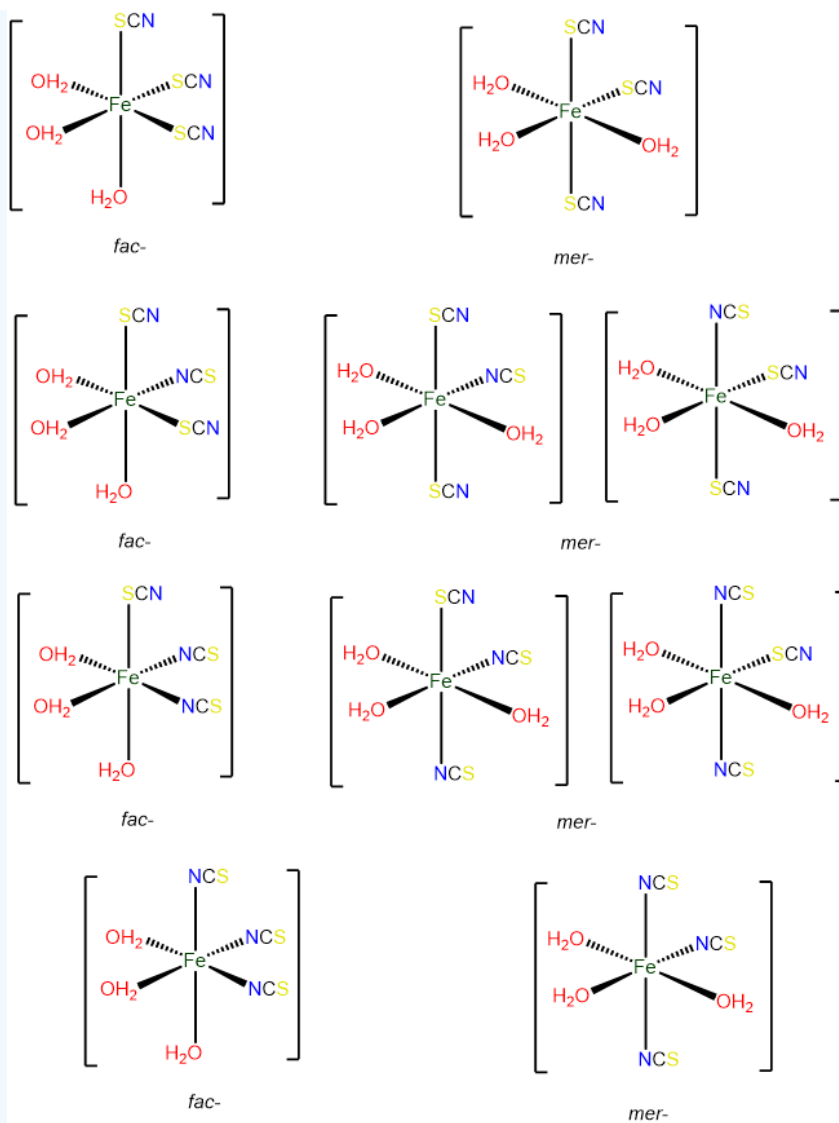 SCN
OH₂ SCN
Fe
OH₂ SCN
H₂O
fac-
SCN
H₂O SCN
Fe
H₂O OH₂
SCN
mer-
SCN
OH₂ NCS
Fe
OH₂ SCN
H₂O
fac-
SCN
H₂O NCS
Fe
H₂O OH₂
SCN
NCS
H₂O SCN
Fe
H₂O OH₂
SCN
mer-
SCN
OH₂ NCS
Fe
OH₂ NCS
H₂O
fac-
SCN
H₂O NCS
Fe
H₂O OH₂
NCS
NCS
H₂O SCN
Fe
H₂O OH₂
NCS
mer-
NCS
OH₂ NCS
Fe
OH₂ NCS
H₂O
fac-
NCS
H₂O NCS
Fe
H₂O OH₂
NCS
mer-